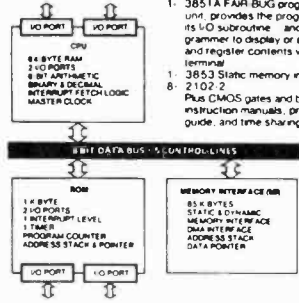 I/O PORT
I/O PORT
CPU
64 BYTE RAM
2 I/O PORTS
8 BIT ARITHMETIC
BINARY & DECIMAL
INTERRUPT FETCH LOGIC
MASTER CLOCK
1- 3851A FAIR-BUG prog
unit, provides the prog
its I/O subroutine and
grammer to display or
and register contents v
terminal
1- 3853 Static memory
8- 2102-2
Plus CMOS gates and b
instruction manuals, pr
guide, and time sharing
8 BIT DATA BUS - 5 CONTROL-LINES
ROM
1 K BYTE
2 I/O PORTS
1 INTERRUPT LEVEL
1 TIMER
PROGRAM COUNTER
ADDRESS STACK & POINTER
I/O PORT
I/O PORT
MEMORY INTERFACE
65 K BYTES
STATIC & DYNAMIC
MEMORY INTERFACE
DMA INTERFACE
ADDRESS STACK
DATA POINTER